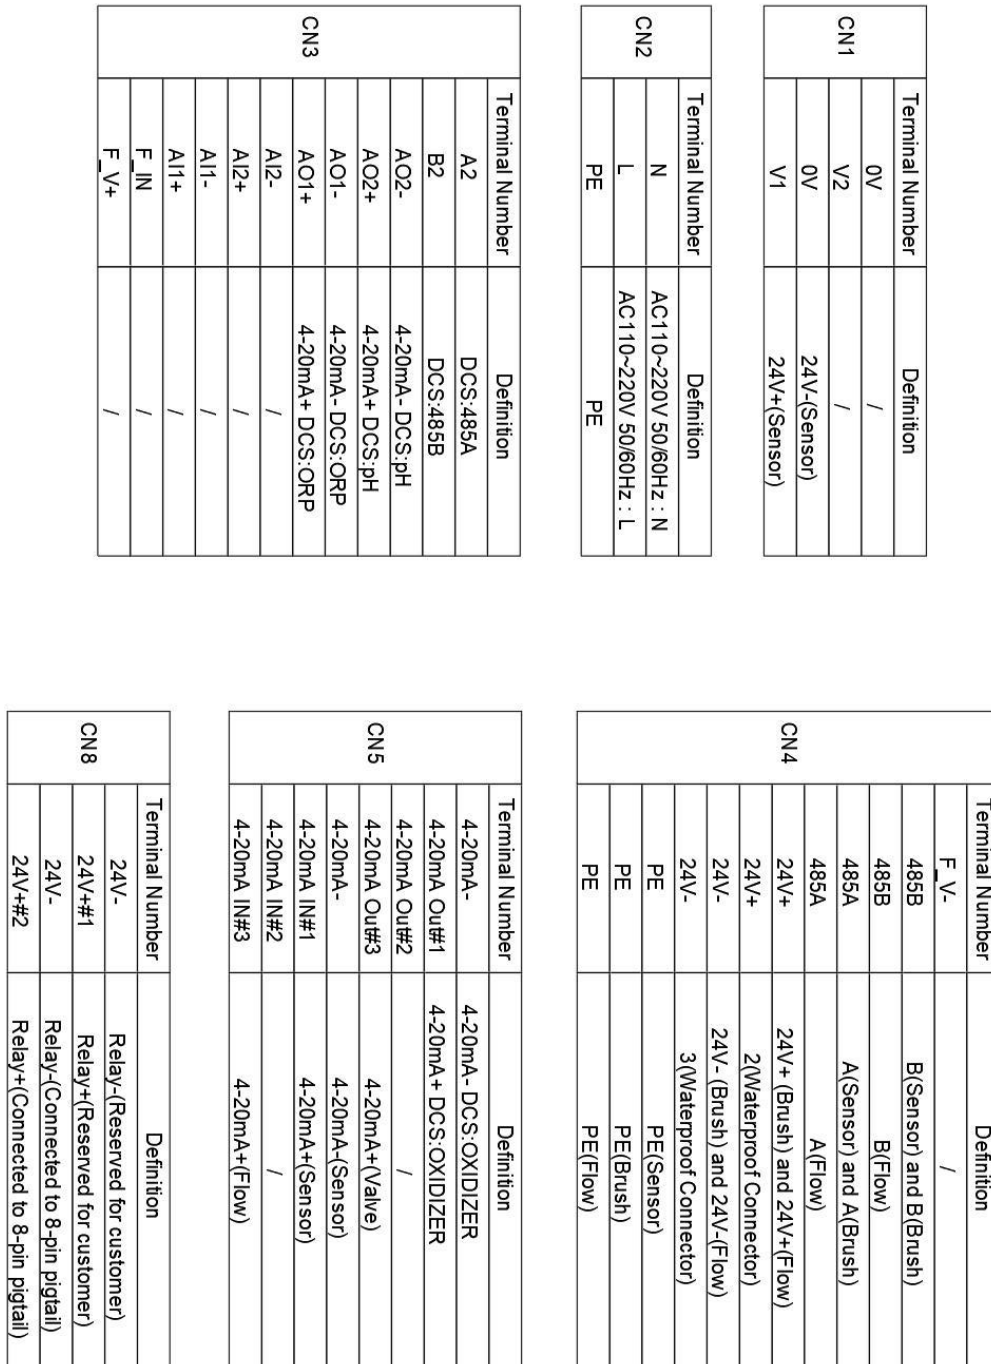 CN1
Terminal Number Definition
0V /
V2 /
0V 24V-(Sensor)
V1 24V+(Sensor)
CN2
Terminal Number Definition
N AC110~220V 50/60Hz : N
L AC110~220V 50/60Hz : L
PE PE
CN3
Terminal Number Definition
A2 DCS:485A
B2 DCS:485B
AO2- 4-20mA- DCS:pH
AO2+ 4-20mA+ DCS:pH
AO1- 4-20mA- DCS:ORP
AO1+ 4-20mA+ DCS:ORP
AI2- /
AI2+ /
AI1- /
AI1+ /
F_IN /
F_V+ /
CN4
Terminal Number Definition
F_V- /
485B B(Sensor) and B(Brush)
485B B(Flow)
485A A(Sensor) and A(Brush)
485A A(Flow)
24V+ 24V+ (Brush) and 24V+(Flow)
24V+ 2(Waterproof Connector)
24V- 24V- (Brush) and 24V-(Flow)
24V- 3(Waterproof Connector)
PE PE(Sensor)
PE PE(Brush)
PE PE(Flow)
CN5
Terminal Number Definition
4-20mA- 4-20mA- DCS:OXIDIZER
4-20mA Out#1 4-20mA+ DCS:OXIDIZER
4-20mA Out#2 /
4-20mA Out#3 4-20mA+(Valve)
4-20mA- 4-20mA-(Sensor)
4-20mA IN#1 4-20mA+(Sensor)
4-20mA IN#2 /
4-20mA IN#3 4-20mA+(Flow)
CN8
Terminal Number Definition
24V- Relay-(Reserved for customer)
24V+#1 Relay+(Reserved for customer)
24V- Relay-(Connected to 8-pin pigtail)
24V+#2 Relay+(Connected to 8-pin pigtail)